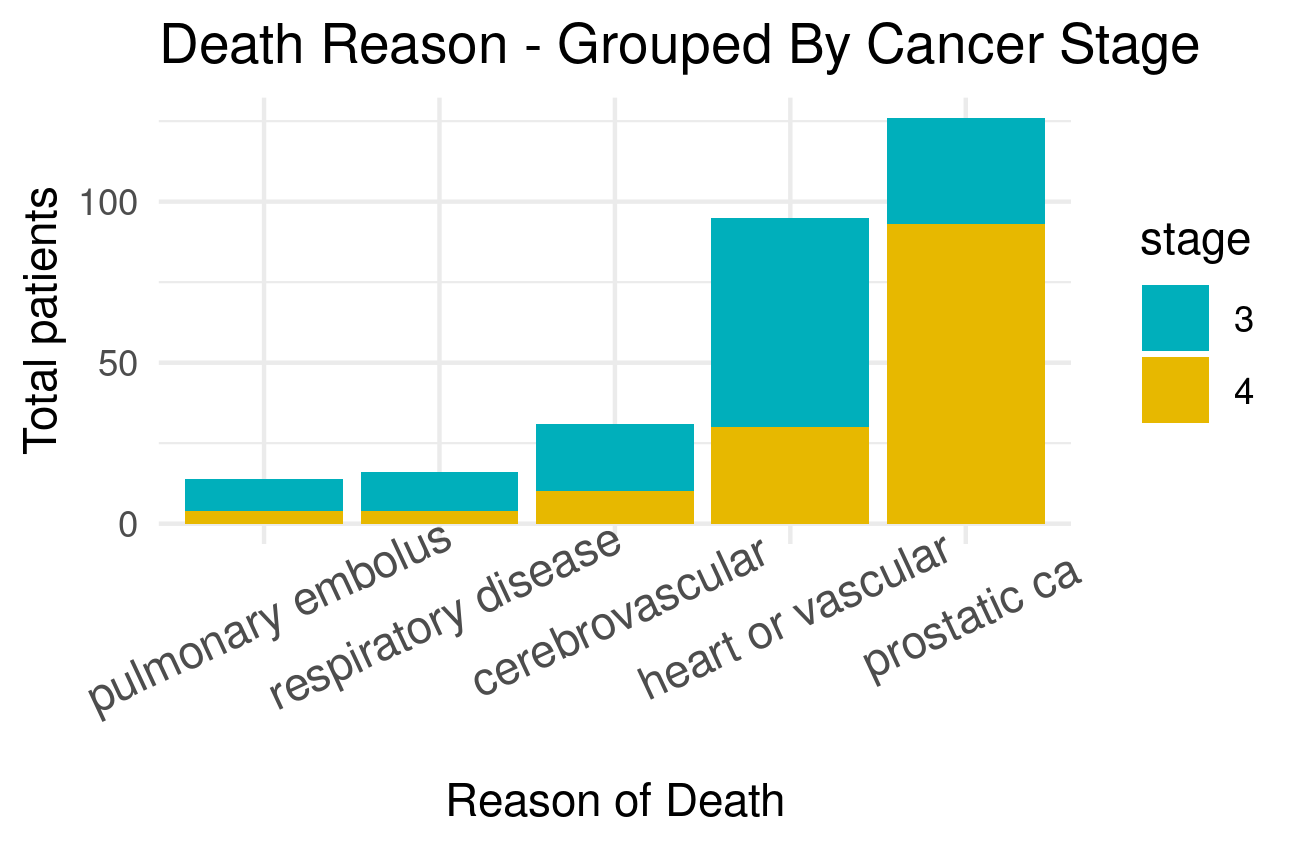 Death Reason - Grouped By Cancer Stage
Total patients
100
50
0
pulmonary embolus
respiratory disease
cerebrovascular
heart or vascular
prostatic ca
Reason of Death
stage
3
4